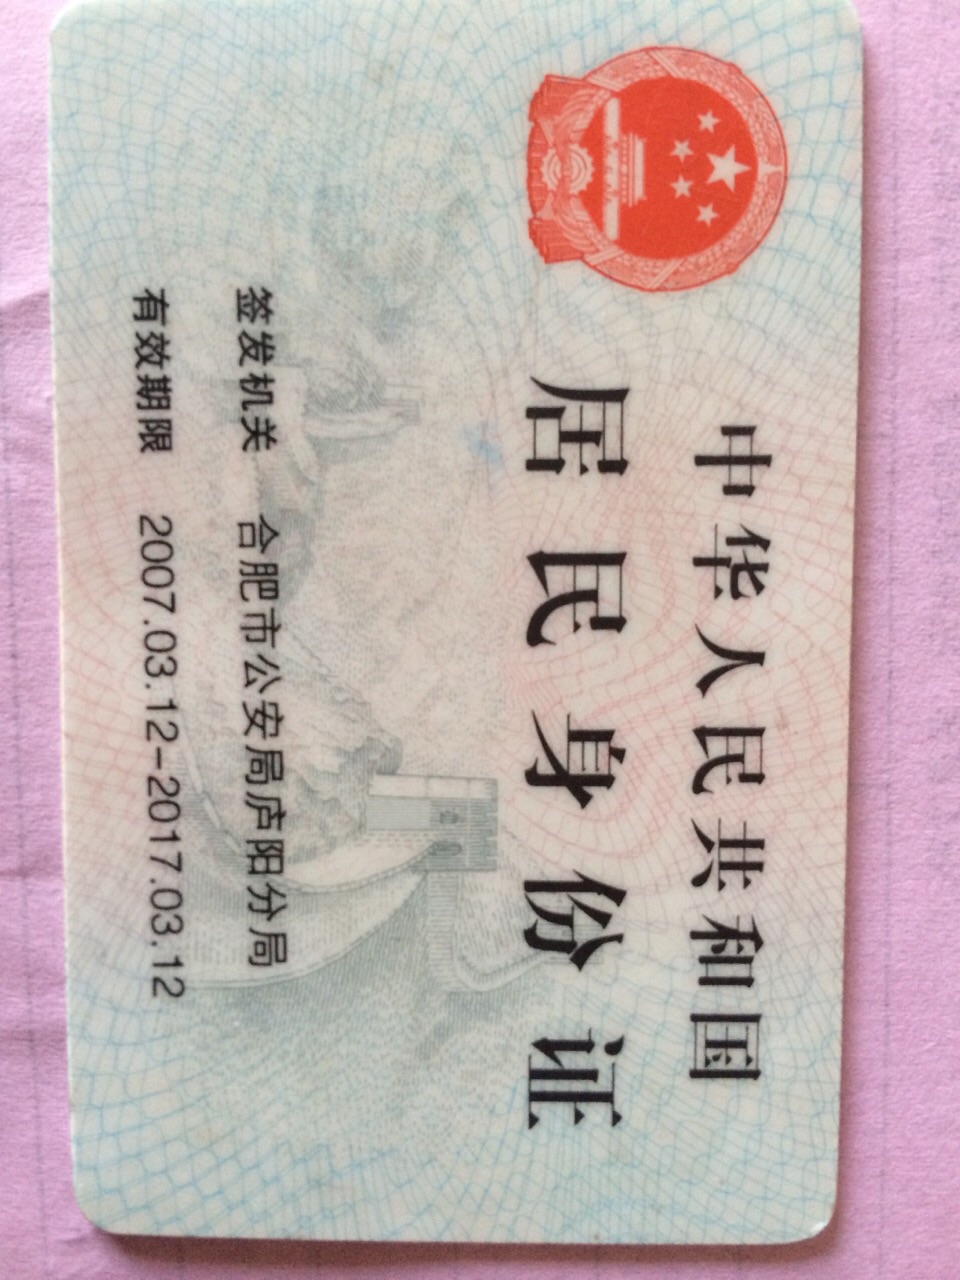 中华人民共和国
居民身份证
签发机关 合肥市公安局庐阳分局
有效期限 2007.03.12-2017.03.12